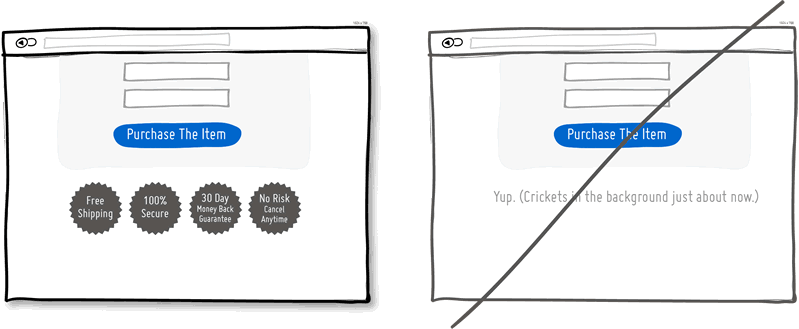 Purchase The Item
Free
Shipping
100%
Secure
30 Day
Money Back
Guarantee
No Risk
Cancel
Anytime
Purchase The Item
Yup. (Crickets in the background just about now.)